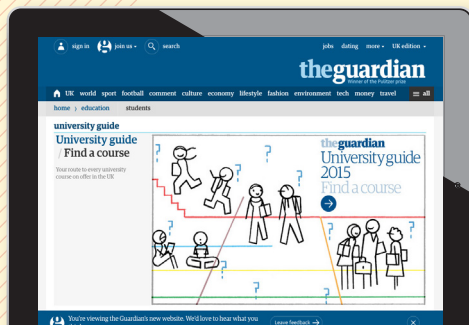 sign in join us search jobs dating more UK edition
theguardian
Winner of the Pulitzer prize
UK world sport football comment culture economy lifestyle fashion environment tech money travel all
home › education students
university guide
University guide
/ Find a course
Your route to every university
course on offer in the UK
theguardian
University guide
2015
Find a course
? ? ? ? ? ? ? ? ?
You're viewing the Guardian's new website. We'd love to hear what you
Leave feedback → ×